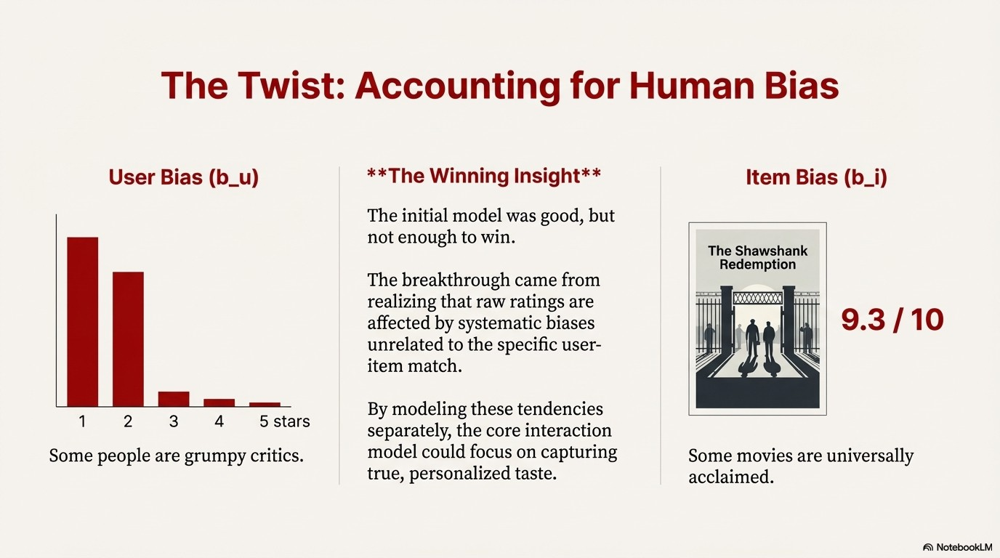 The Twist: Accounting for Human Bias
User Bias (b_u)
1 2 3 4 5 stars
Some people are grumpy critics.
**The Winning Insight**
The initial model was good, but
not enough to win.
The breakthrough came from
realizing that raw ratings are
affected by systematic biases
unrelated to the specific user-
item match.
By modeling these tendencies
separately, the core interaction
model could focus on capturing
true, personalized taste.
Item Bias (b_i)
The Shawshank
Redemption
9.3 / 10
Some movies are universally
acclaimed.
NotebookLM